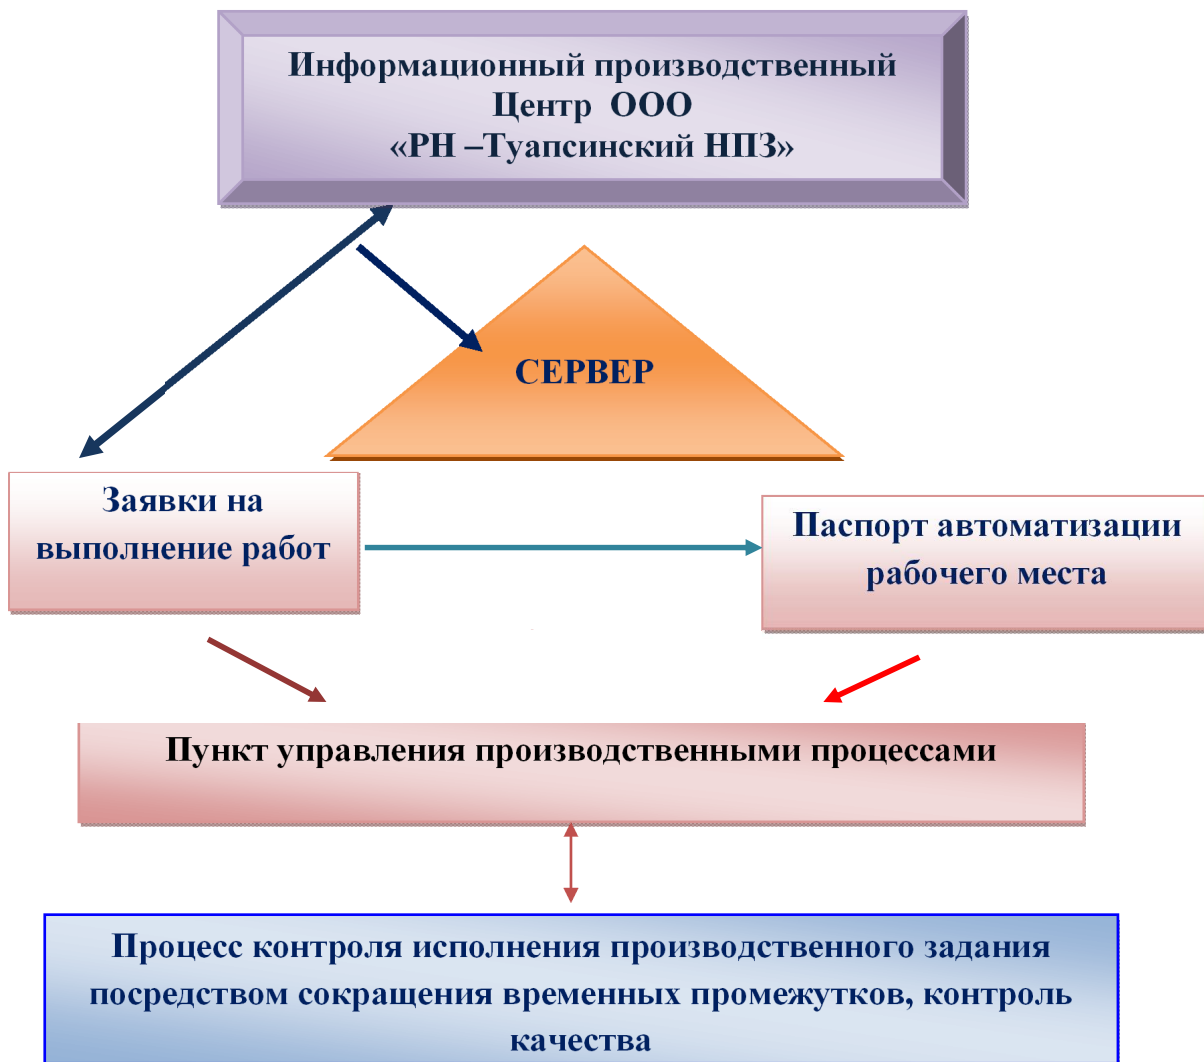 Информационный производственный
Центр ООО
«РН –Туапсинский НПЗ»
СЕРВЕР
Заявки на
выполнение работ
Паспорт автоматизации
рабочего места
Пункт управления производственными процессами
Процесс контроля исполнения производственного задания
посредством сокращения временных промежутков, контроль
качества